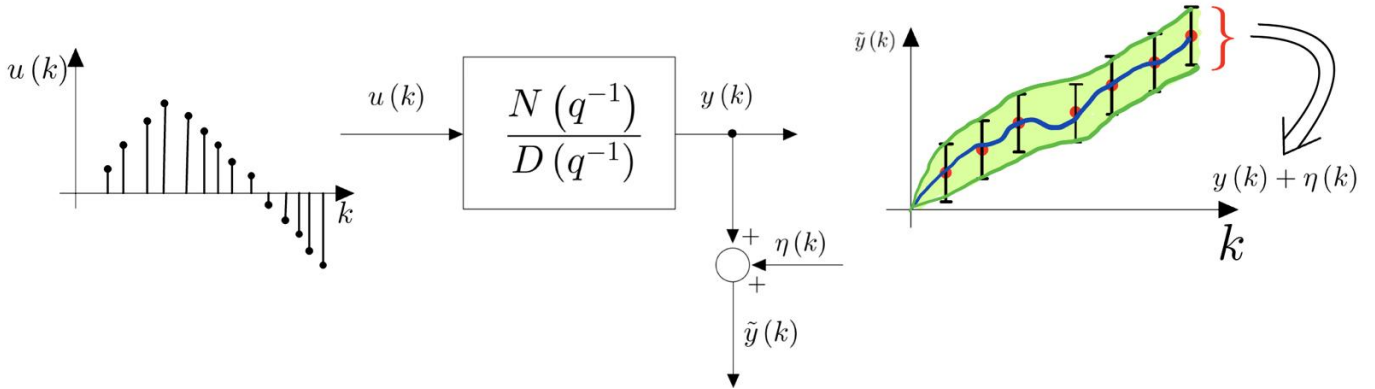 u (k)
k
u (k)
N (q⁻¹)
D (q⁻¹)
y (k)
+
η (k)
+
ỹ (k)
ỹ (k)
}
y (k) + η (k)
k